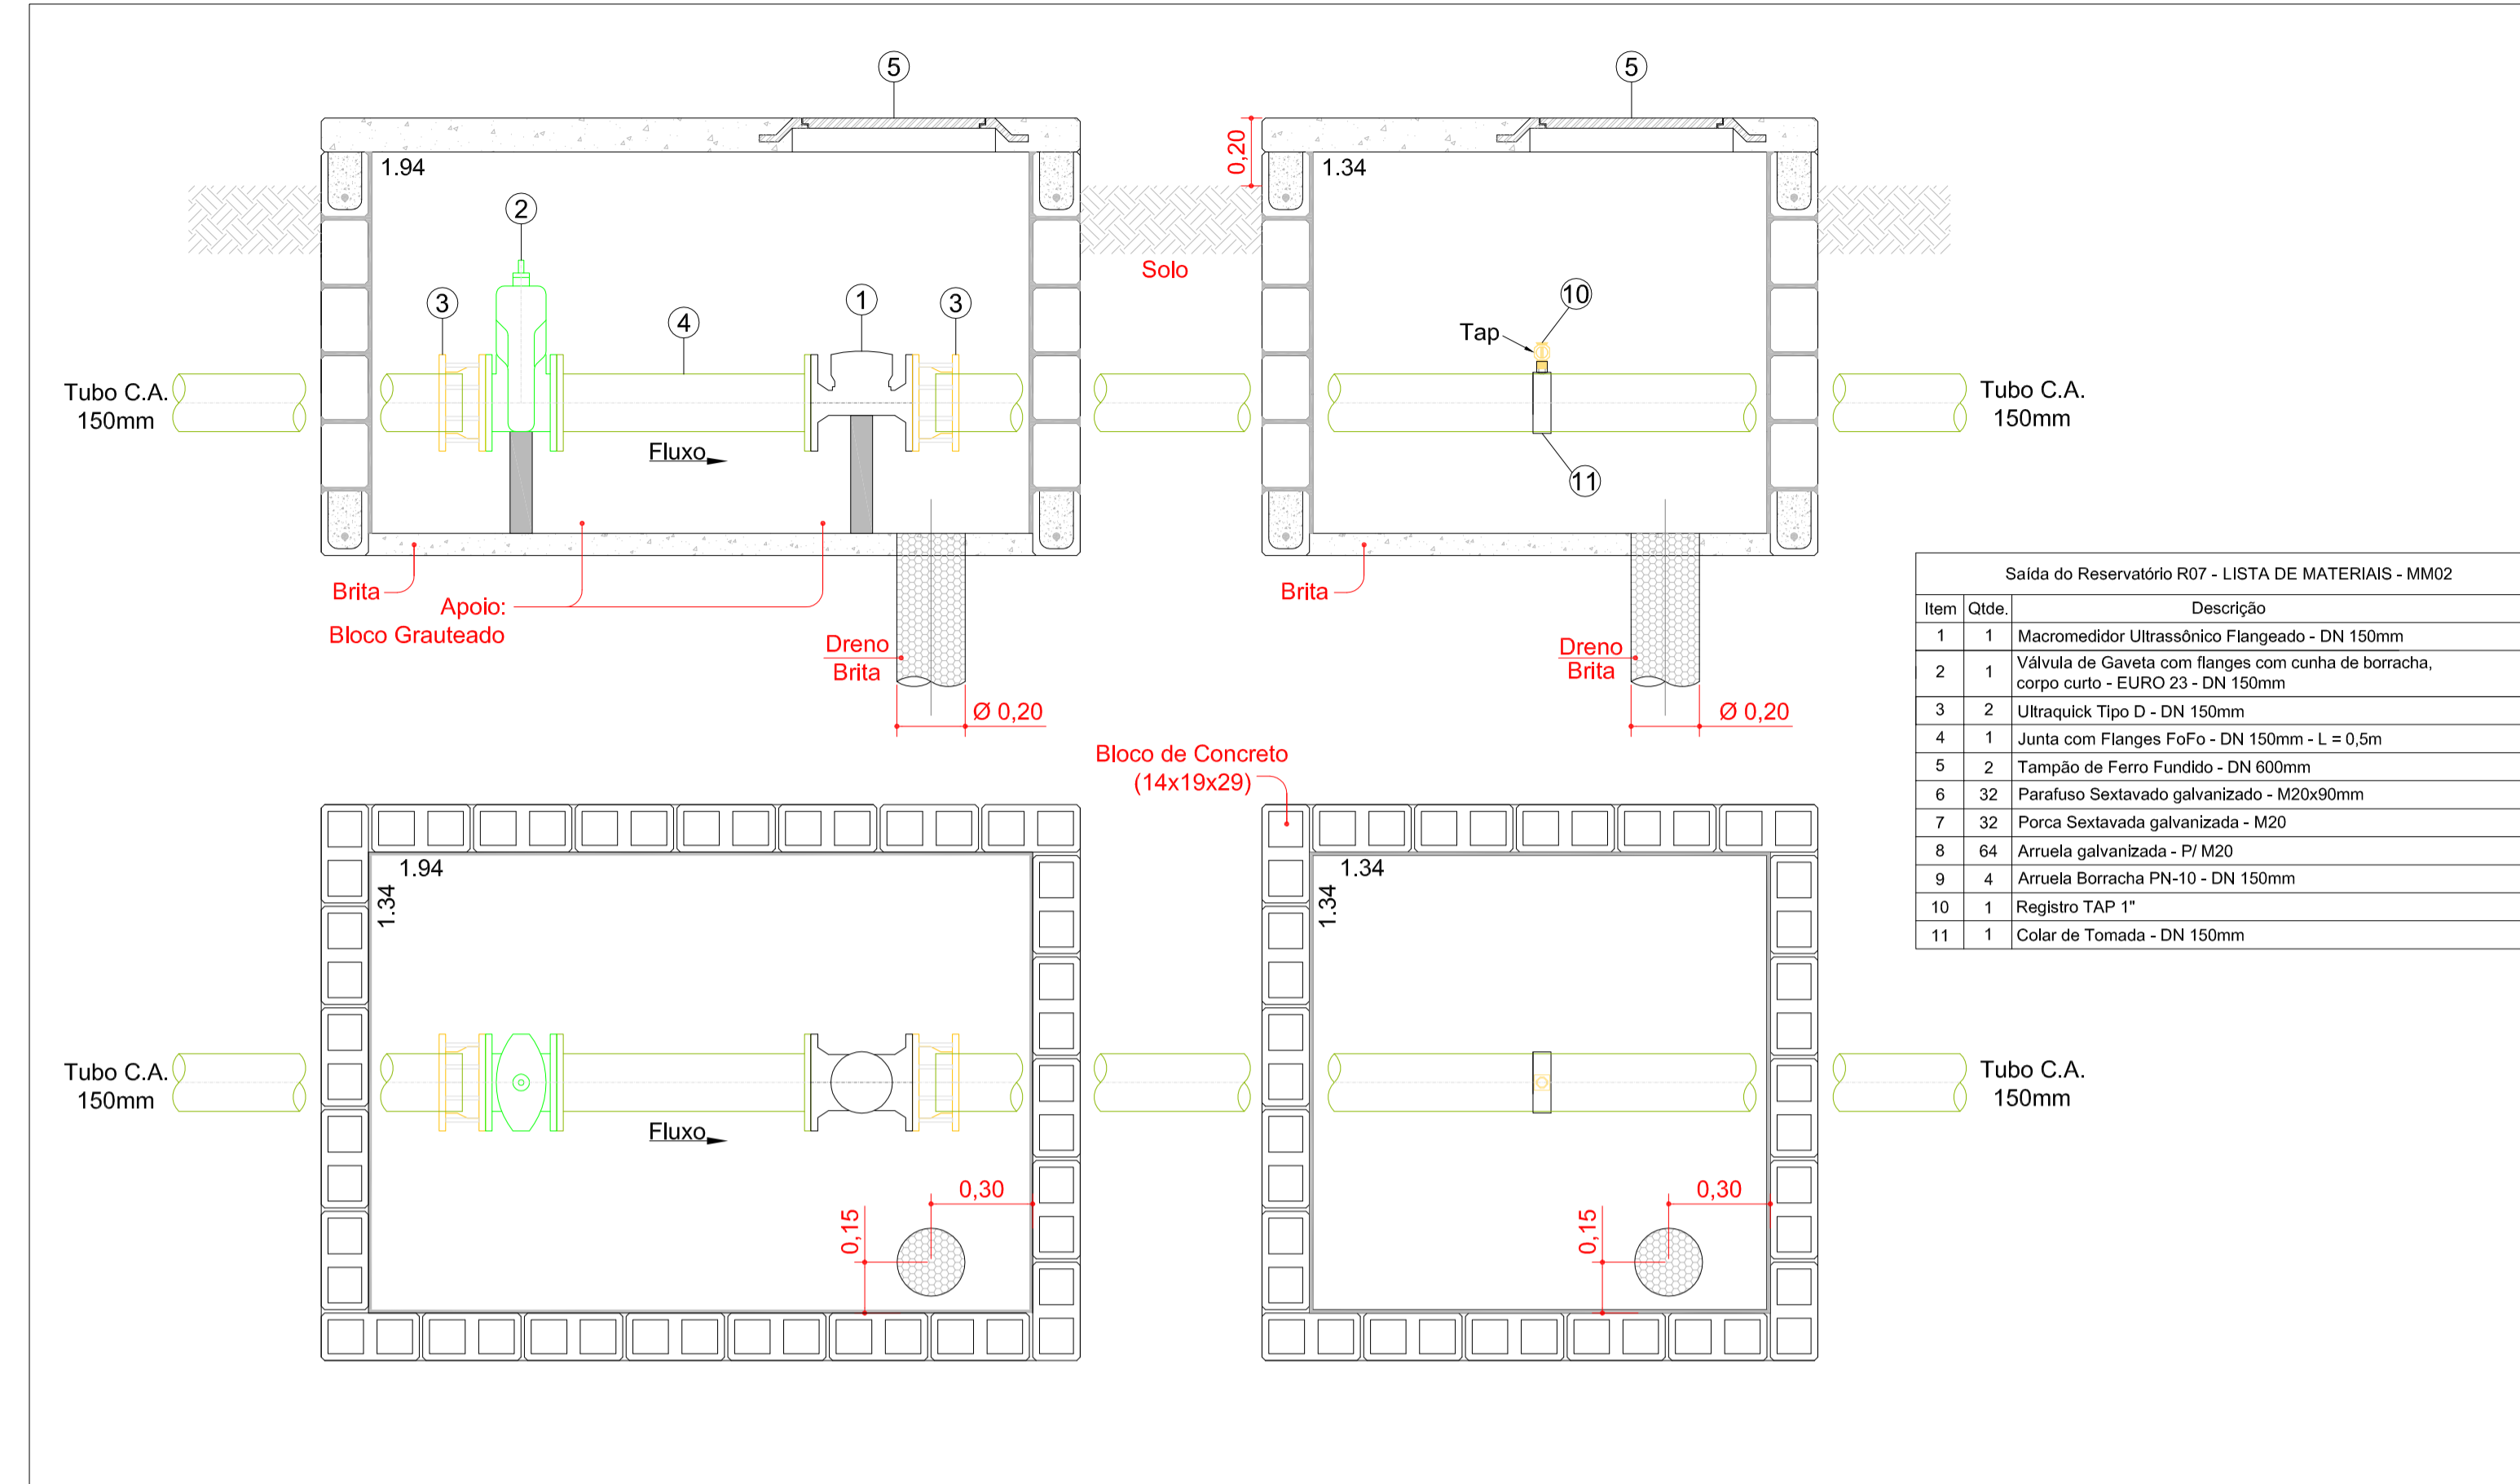 5
5
1.94
0,20
1.34
2
Solo
3
1
3
10
4
Tap
Tubo C.A.
150mm
Tubo C.A.
150mm
Fluxo
11
Brita
Apoio:
Bloco Grauteado
Brita
Dreno
Brita
Dreno
Brita
Ø 0,20
Ø 0,20
Saída do Reservatório R07 - LISTA DE MATERIAIS - MM02
Item Qtde. Descrição
1 1 Macromedidor Ultrassônico Flangeado - DN 150mm
2 1 Válvula de Gaveta com flanges com cunha de borracha,
corpo curto - EURO 23 - DN 150mm
3 2 Ultraquick Tipo D - DN 150mm
4 1 Junta com Flanges FoFo - DN 150mm - L = 0,5m
5 2 Tampão de Ferro Fundido - DN 600mm
6 32 Parafuso Sextavado galvanizado - M20x90mm
7 32 Porca Sextavada galvanizada - M20
8 64 Arruela galvanizada - P/ M20
9 4 Arruela Borracha PN-10 - DN 150mm
10 1 Registro TAP 1"
11 1 Colar de Tomada - DN 150mm
Bloco de Concreto
(14x19x29)
1.94
1.34
1.34
1.34
Tubo C.A.
150mm
Tubo C.A.
150mm
Fluxo
0,30
0,15
0,30
0,15